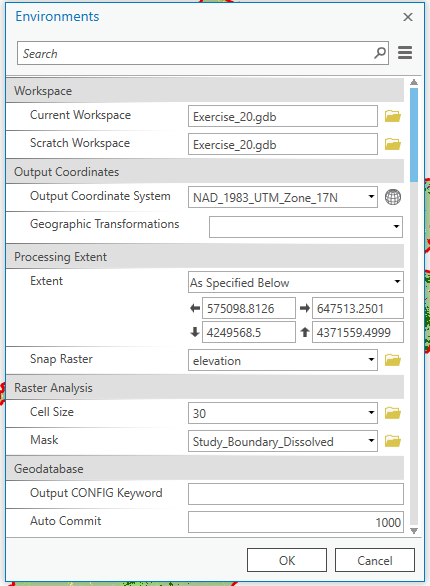 Environments
Search
Workspace
Current Workspace Exercise_20.gdb
Scratch Workspace Exercise_20.gdb
Output Coordinates
Output Coordinate System NAD_1983_UTM_Zone_17N
Geographic Transformations
Processing Extent
Extent As Specified Below
575098.8126 647513.2501
4249568.5 4371559.4999
Snap Raster elevation
Raster Analysis
Cell Size 30
Mask Study_Boundary_Dissolved
Geodatabase
Output CONFIG Keyword
Auto Commit 1000
OK Cancel